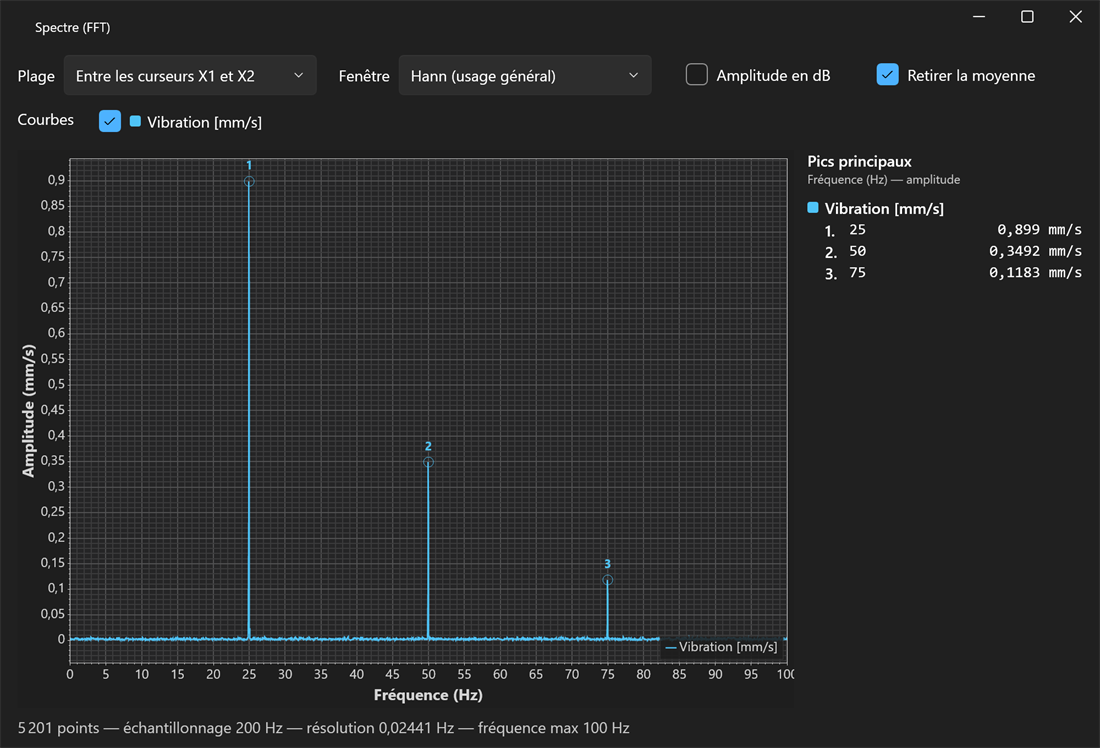 Spectre (FFT)
Plage Entre les curseurs X1 et X2 Fenêtre Hann (usage général) Amplitude en dB Retirer la moyenne
Courbes Vibration [mm/s]
Pics principaux
Fréquence (Hz) — amplitude
Vibration [mm/s]
1. 25 0,899 mm/s
2. 50 0,3492 mm/s
3. 75 0,1183 mm/s
1
2
3
0,9
0,85
0,8
0,75
0,7
0,65
0,6
0,55
0,5
0,45
0,4
0,35
0,3
0,25
0,2
0,15
0,1
0,05
0
Amplitude (mm/s)
Vibration [mm/s]
0 5 10 15 20 25 30 35 40 45 50 55 60 65 70 75 80 85 90 95 100
Fréquence (Hz)
5 201 points — échantillonnage 200 Hz — résolution 0,02441 Hz — fréquence max 100 Hz